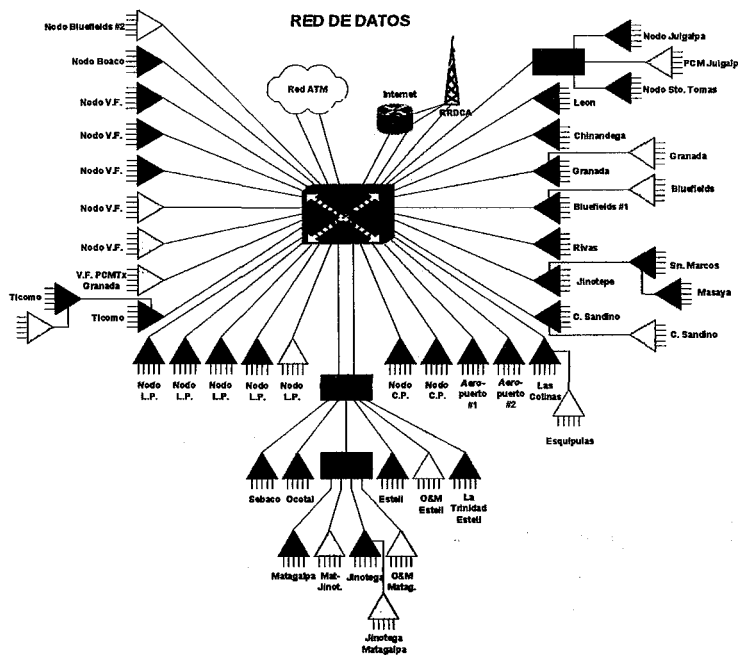 RED DE DATOS
Nodo Bluefields #2
Nodo Boaco
Nodo V.F.
Nodo V.F.
Nodo V.F.
Nodo V.F.
Nodo V.F.
V.F. PCMTx
Granada
Ticomo
Ticomo
Red ATM
Internet
RRDCA
Nodo Juigalpa
PCM Juigalp
Nodo Sto. Tomas
Leon
Chinandega
Granada
Granada
Bluefields
Bluefields #1
Rivas
Sn. Marcos
Jinotepe
Masaya
C. Sandino
C. Sandino
Nodo
L.P.
Nodo
L.P.
Nodo
L.P.
Nodo
L.P.
Nodo
L.P.
Nodo
C.P.
Nodo
C.P.
Aero-
puerto
#1
Aero-
puerto
#2
Las
Colinas
Esquipulas
Sebaco
Ocotal
Esteli
O&M
Esteli
La
Trinidad
Esteli
Matagalpa
Mat-
Jinot.
Jinotega
O&M
Matag.
Jinotega
Matagalpa